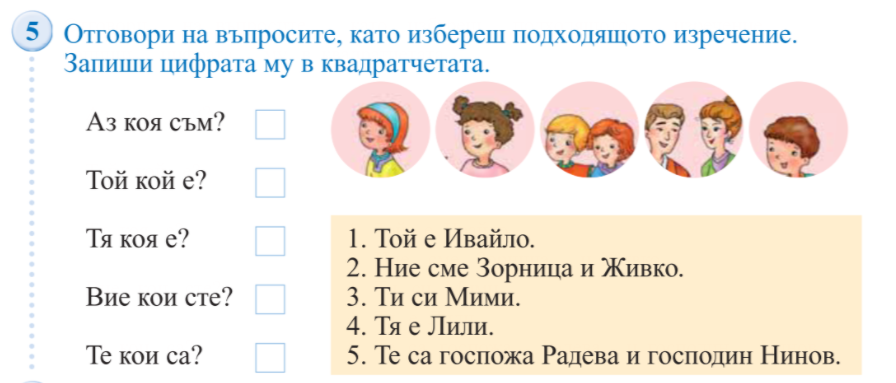 5 Отговори на въпросите, като избереш подходящото изречение.
Запиши цифрата му в квадратчетата.
Аз коя съм?
Той кой е?
Тя коя е?
Вие кои сте?
Те кои са?
1. Той е Ивайло.
2. Ние сме Зорница и Живко.
3. Ти си Мими.
4. Тя е Лили.
5. Те са госпожа Радева и господин Нинов.